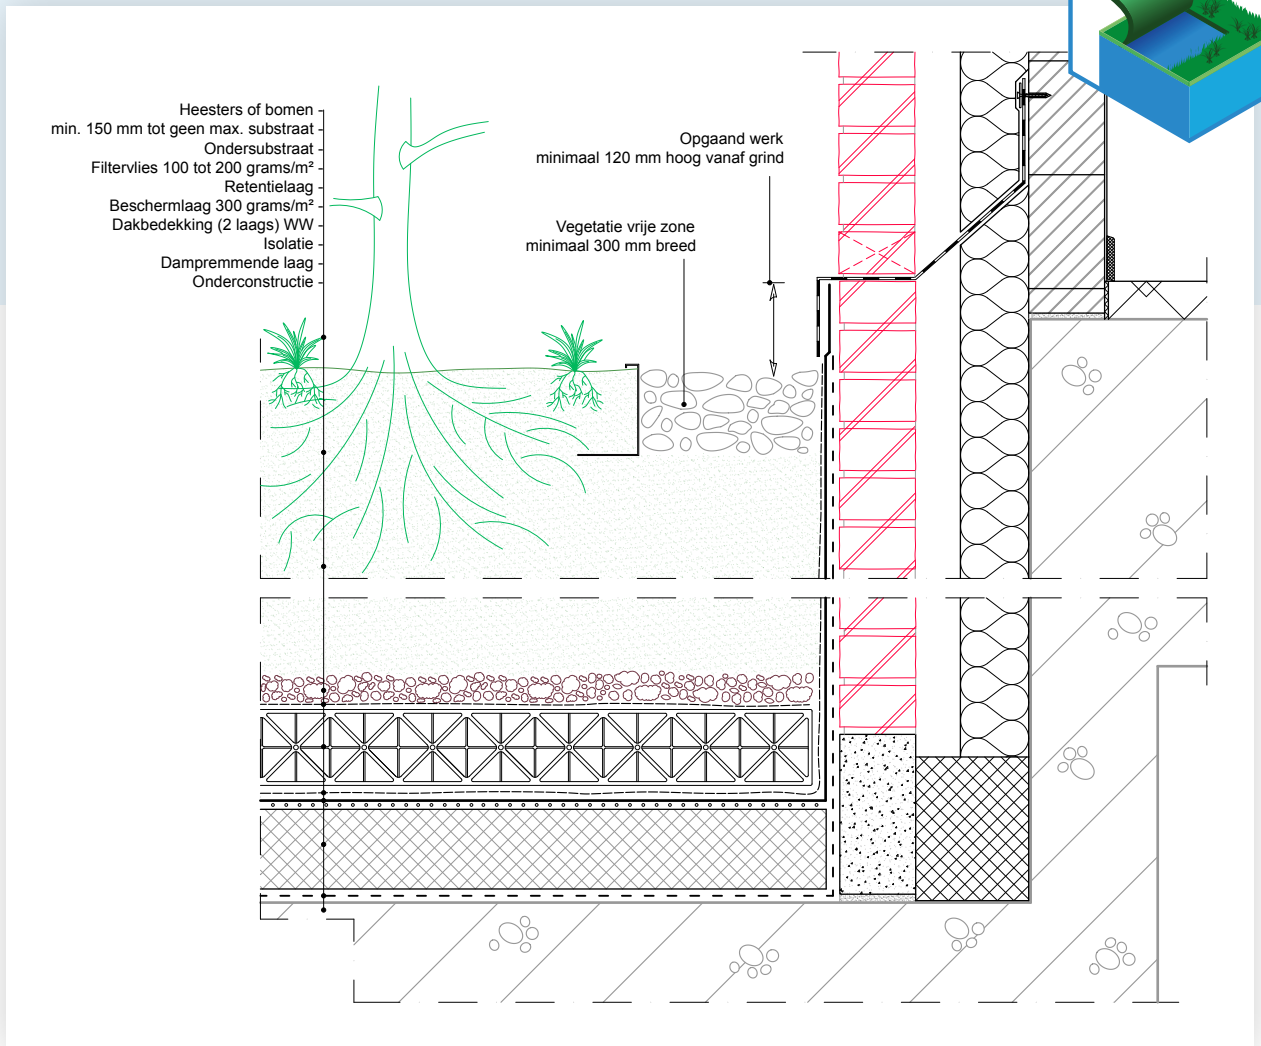 Heesters of bomen
min. 150 mm tot geen max. substraat
Ondersubstraat
Filtervlies 100 tot 200 grams/m²
Retentielaag
Beschermlaag 300 grams/m²
Dakbedekking (2 laags) WW
Isolatie
Dampremmende laag
Onderconstructie
Opgaand werk
minimaal 120 mm hoog vanaf grind
Vegetatie vrije zone
minimaal 300 mm breed